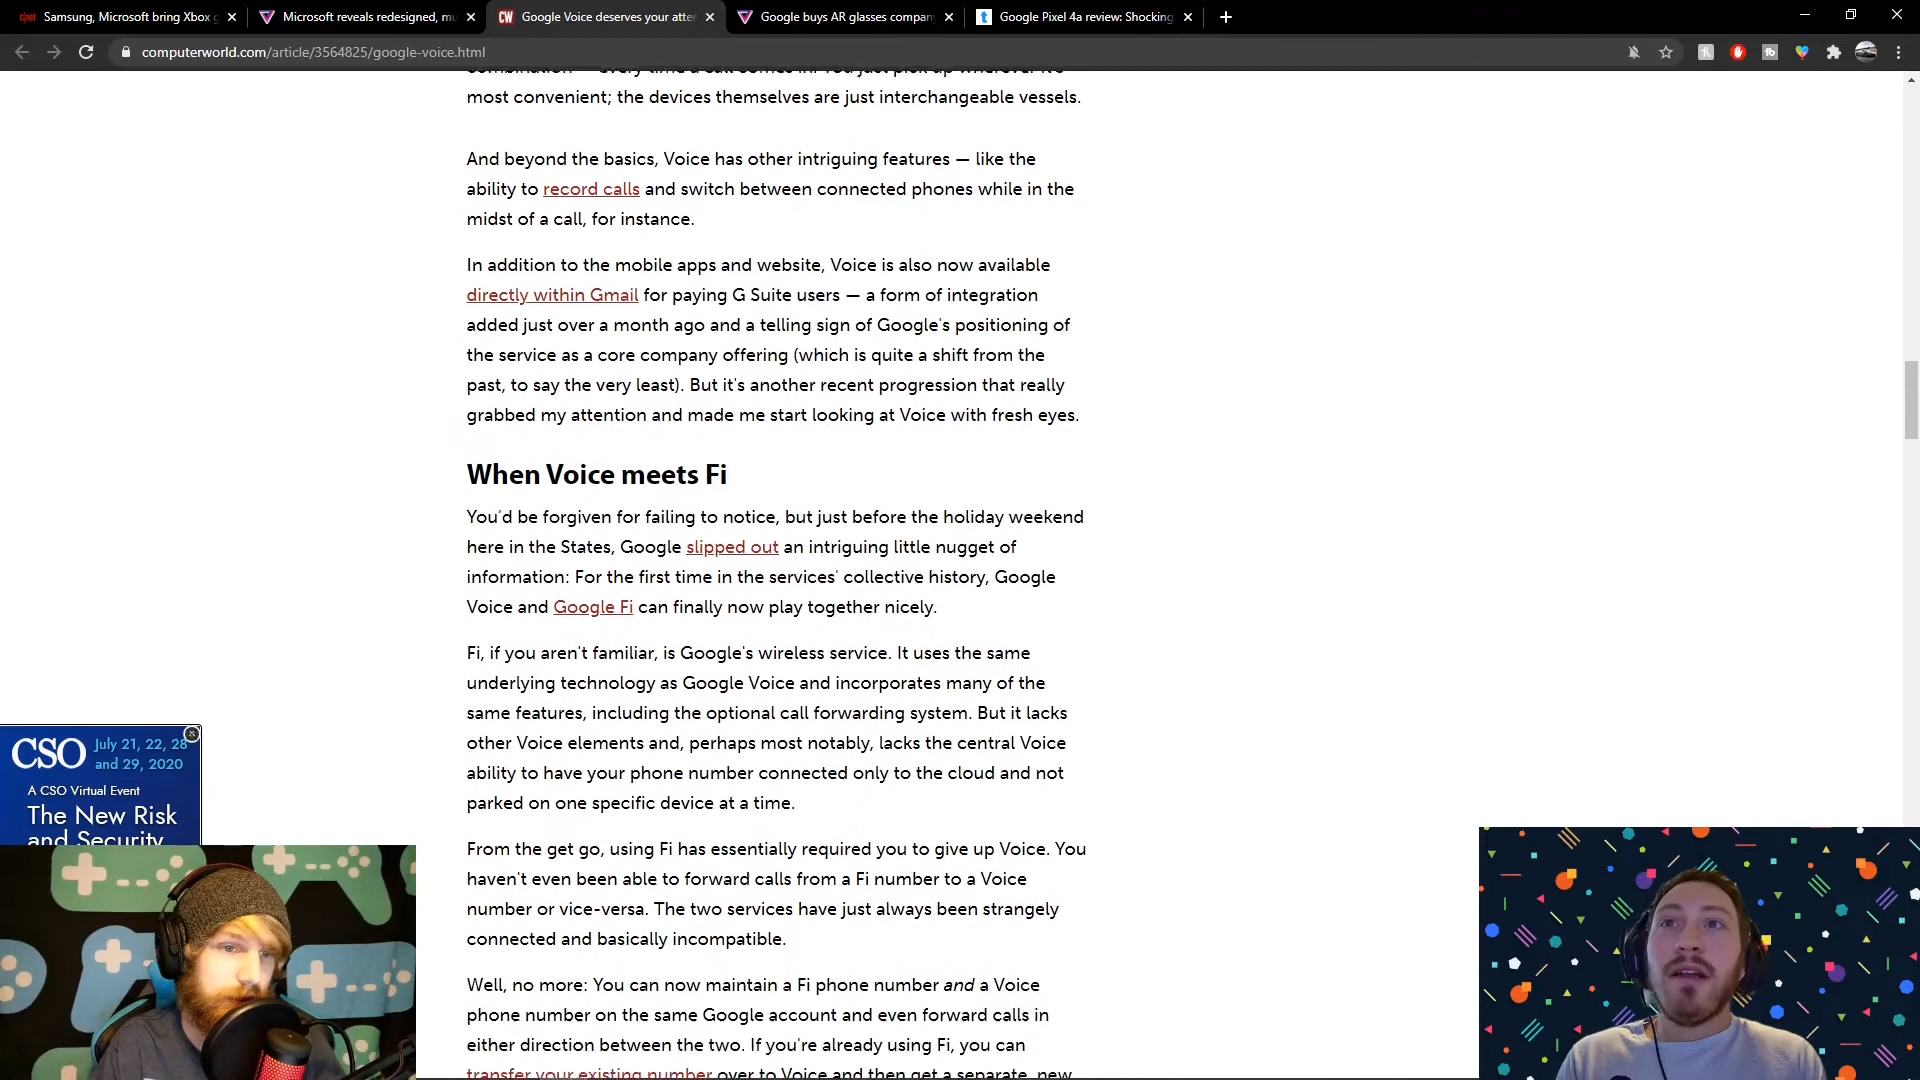 cnet Samsung, Microsoft bring Xbox g
Microsoft reveals redesigned, mu
CW Google Voice deserves your atte
Google buys AR glasses company
t Google Pixel 4a review: Shocking
computerworld.com/article/3564825/google-voice.html
combination — every time a call comes in. You just pick up wherever it's
most convenient; the devices themselves are just interchangeable vessels.
And beyond the basics, Voice has other intriguing features — like the
ability to record calls and switch between connected phones while in the
midst of a call, for instance.
In addition to the mobile apps and website, Voice is also now available
directly within Gmail for paying G Suite users — a form of integration
added just over a month ago and a telling sign of Google's positioning of
the service as a core company offering (which is quite a shift from the
past, to say the very least). But it's another recent progression that really
grabbed my attention and made me start looking at Voice with fresh eyes.
When Voice meets Fi
You'd be forgiven for failing to notice, but just before the holiday weekend
here in the States, Google slipped out an intriguing little nugget of
information: For the first time in the services' collective history, Google
Voice and Google Fi can finally now play together nicely.
Fi, if you aren't familiar, is Google's wireless service. It uses the same
underlying technology as Google Voice and incorporates many of the
same features, including the optional call forwarding system. But it lacks
other Voice elements and, perhaps most notably, lacks the central Voice
ability to have your phone number connected only to the cloud and not
parked on one specific device at a time.
From the get go, using Fi has essentially required you to give up Voice. You
haven't even been able to forward calls from a Fi number to a Voice
number or vice-versa. The two services have just always been strangely
connected and basically incompatible.
Well, no more: You can now maintain a Fi phone number and a Voice
phone number on the same Google account and even forward calls in
either direction between the two. If you're already using Fi, you can
transfer your existing number over to Voice and then get a separate, new
CSO July 21, 22, 28
and 29, 2020
A CSO Virtual Event
The New Risk
and Security